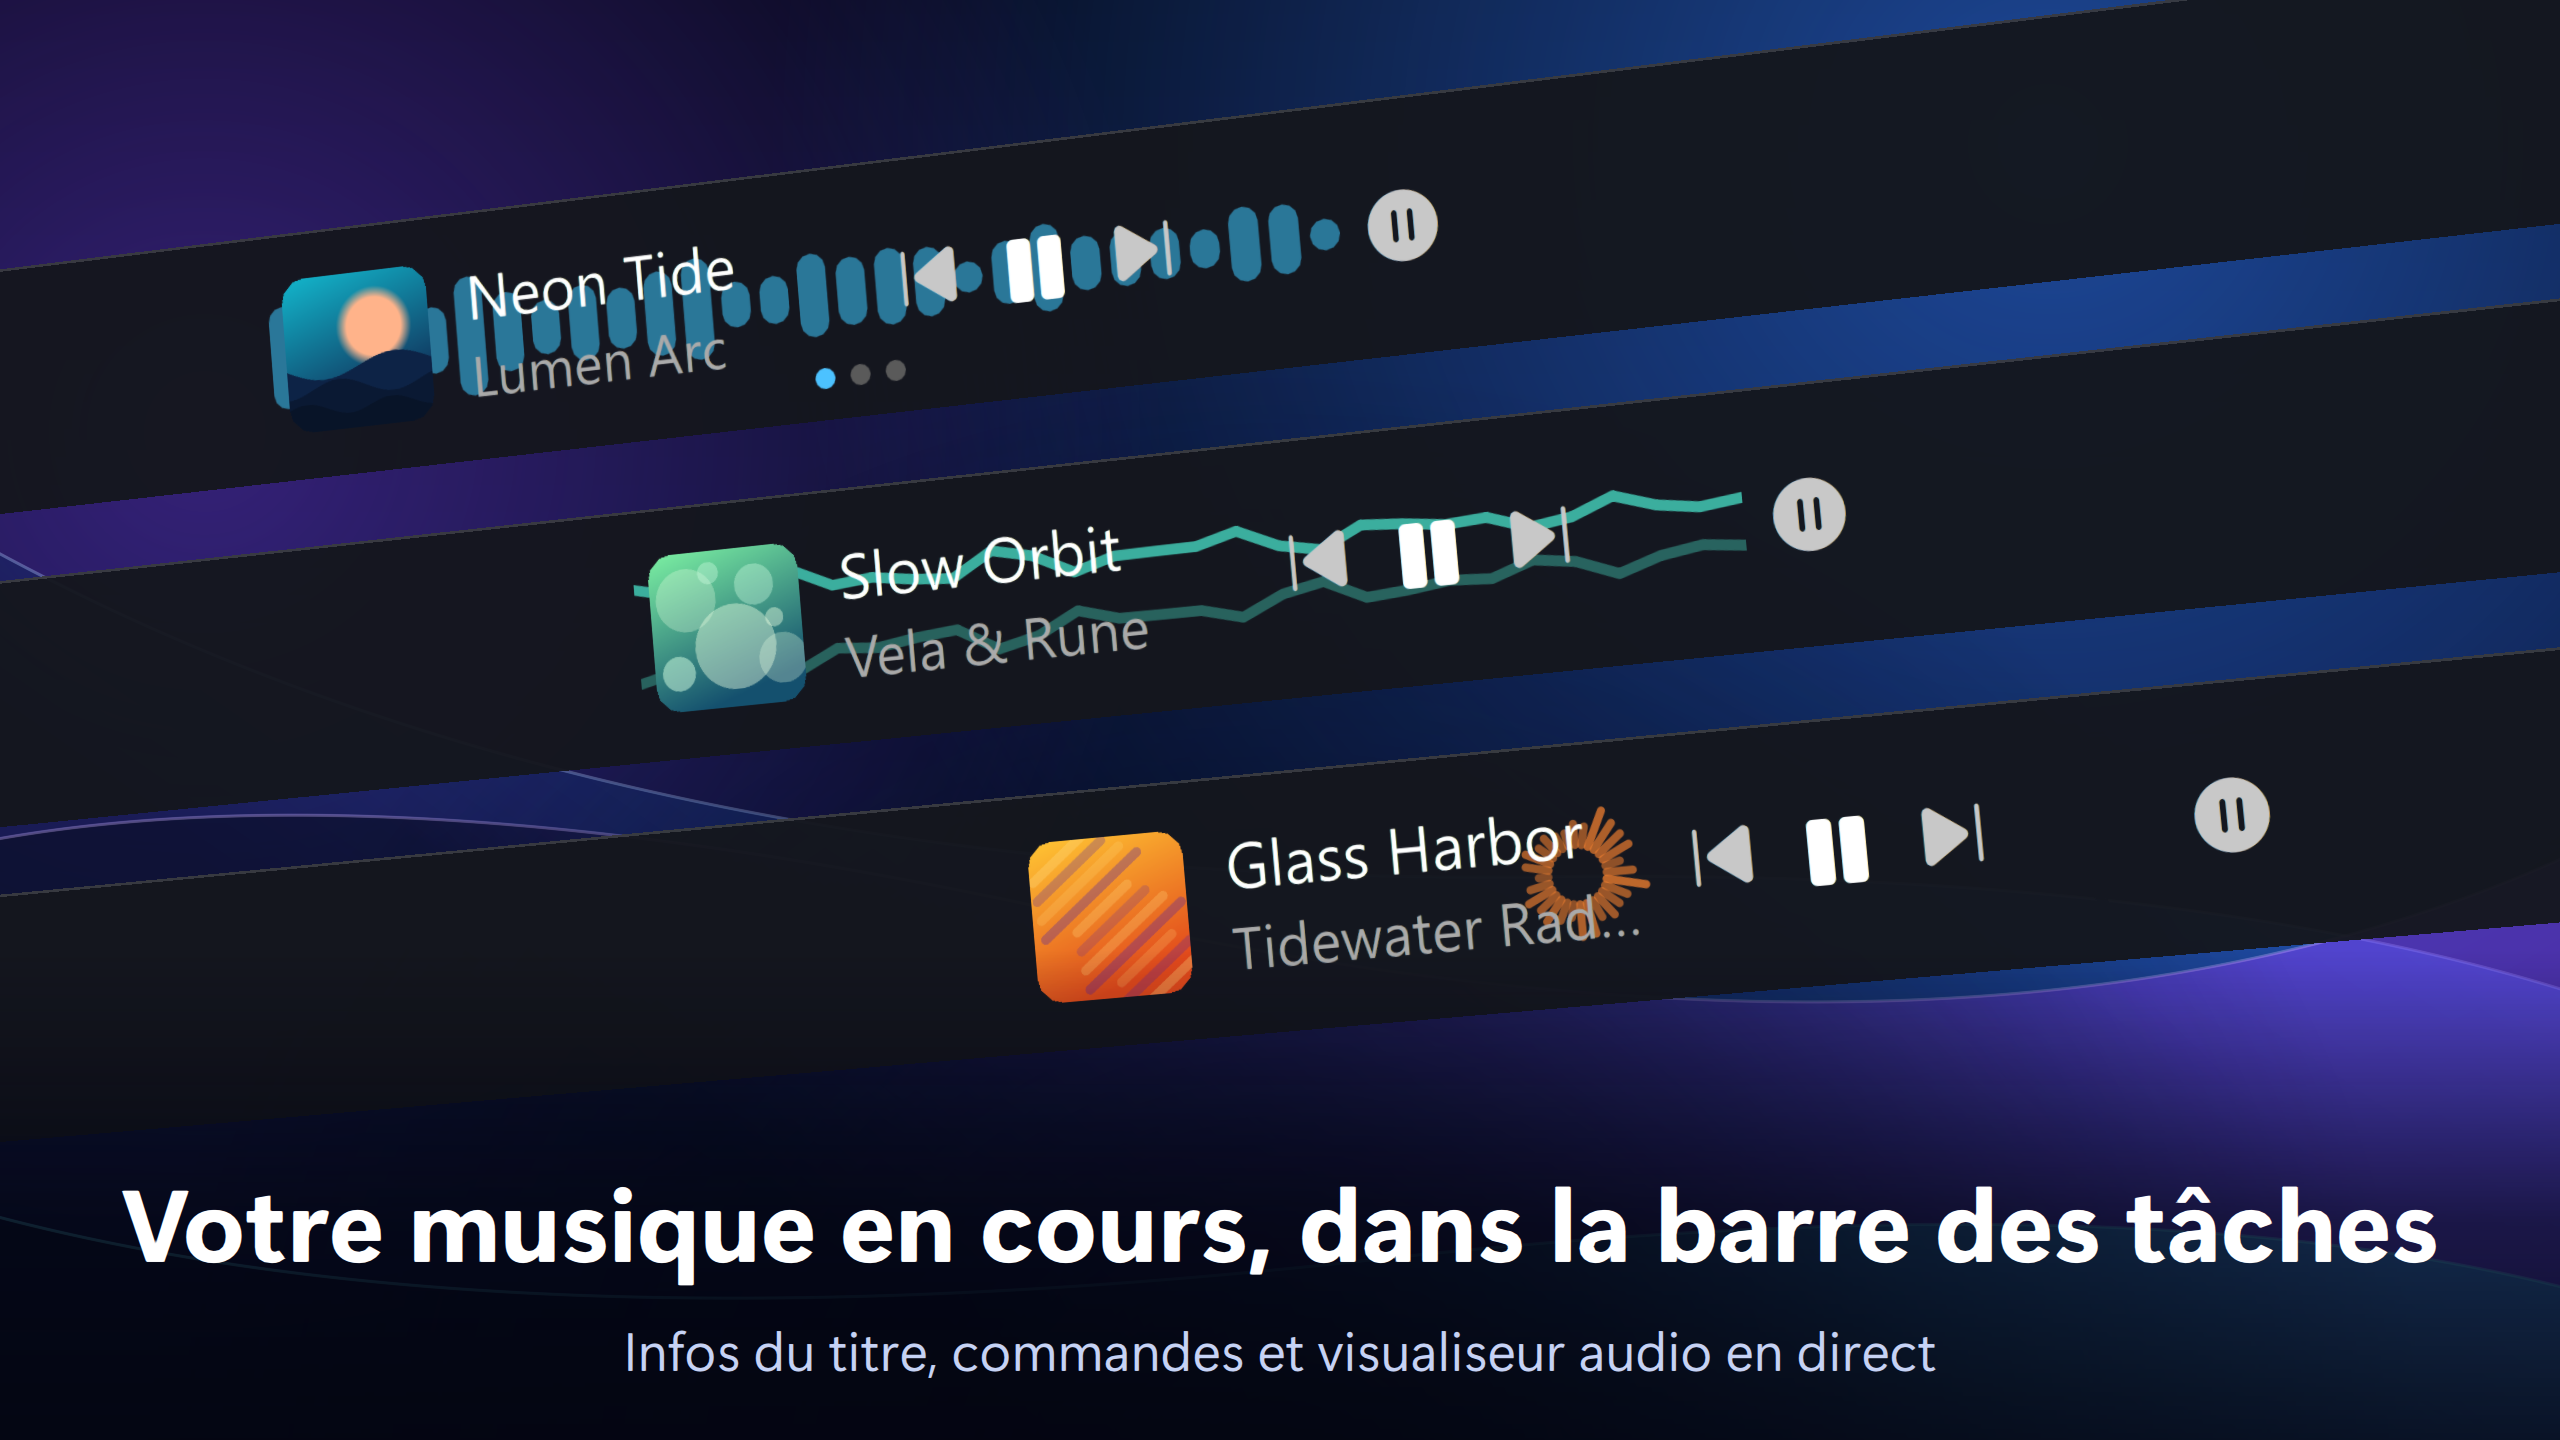 Neon Tide
Lumen Arc
Slow Orbit
Vela & Rune
Glass Harbor
Tidewater Rad...
Votre musique en cours, dans la barre des tâches
Infos du titre, commandes et visualiseur audio en direct